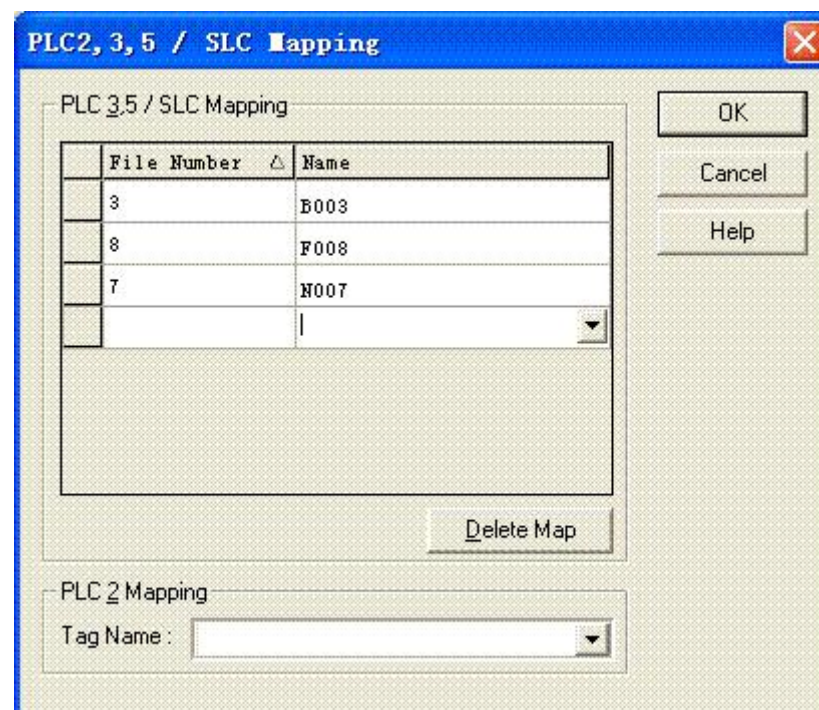 PLC2,3,5 / SLC Mapping
PLC 3,5 / SLC Mapping
File Number Name
3 B003
8 F008
7 N007
Delete Map
PLC 2 Mapping
Tag Name :
OK
Cancel
Help